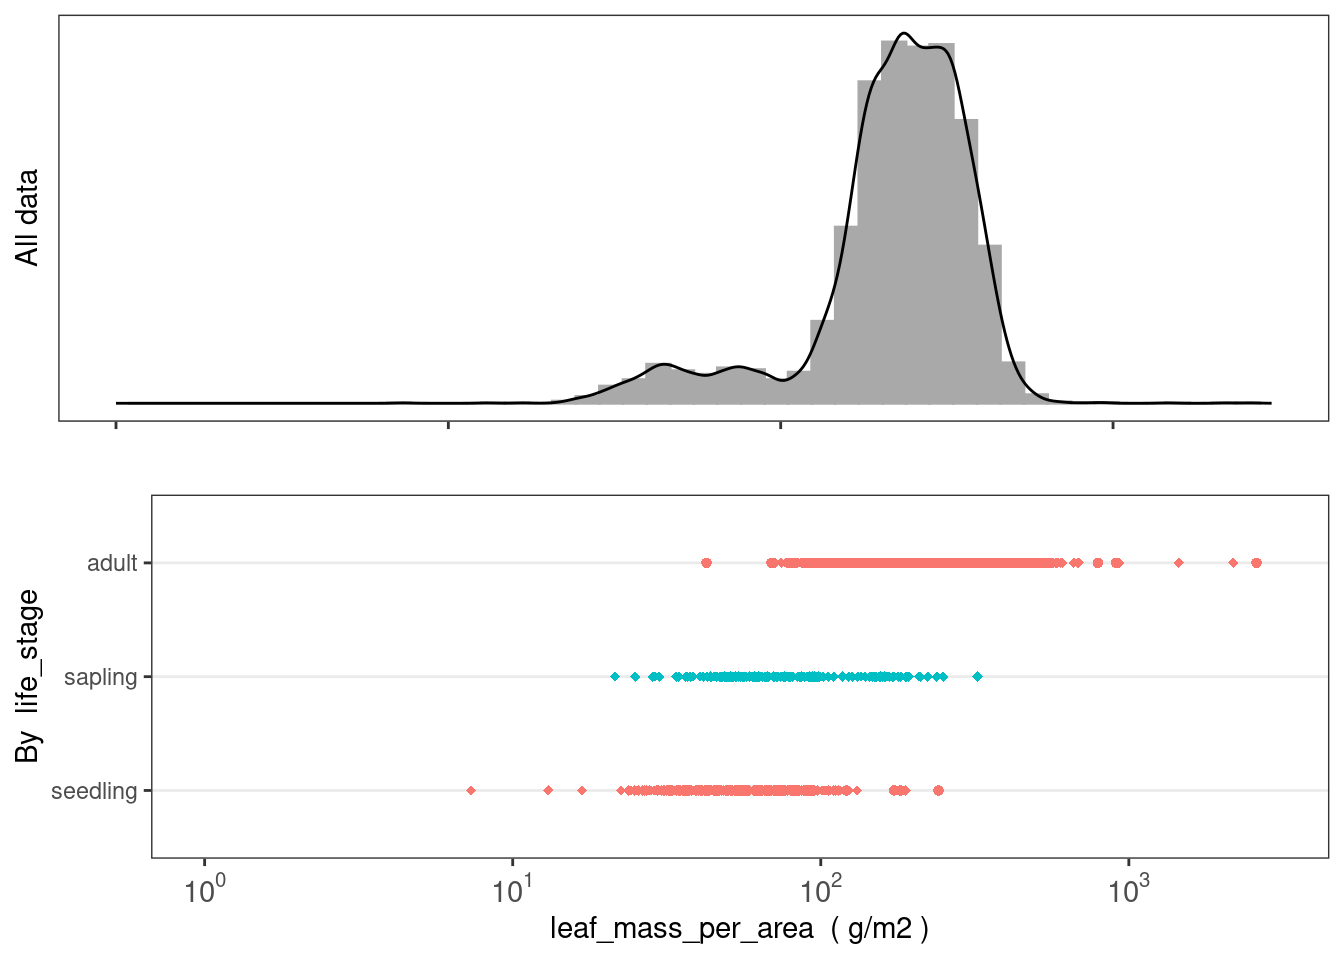 All data
By life_stage
adult
sapling
seedling
10^0 10^1 10^2 10^3
leaf_mass_per_area ( g/m2 )